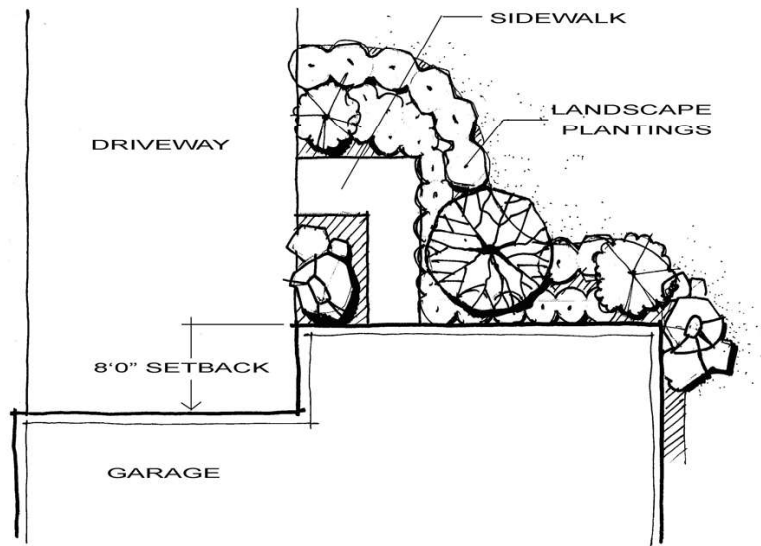 SIDEWALK
LANDSCAPE
PLANTINGS
DRIVEWAY
8'0" SETBACK
GARAGE